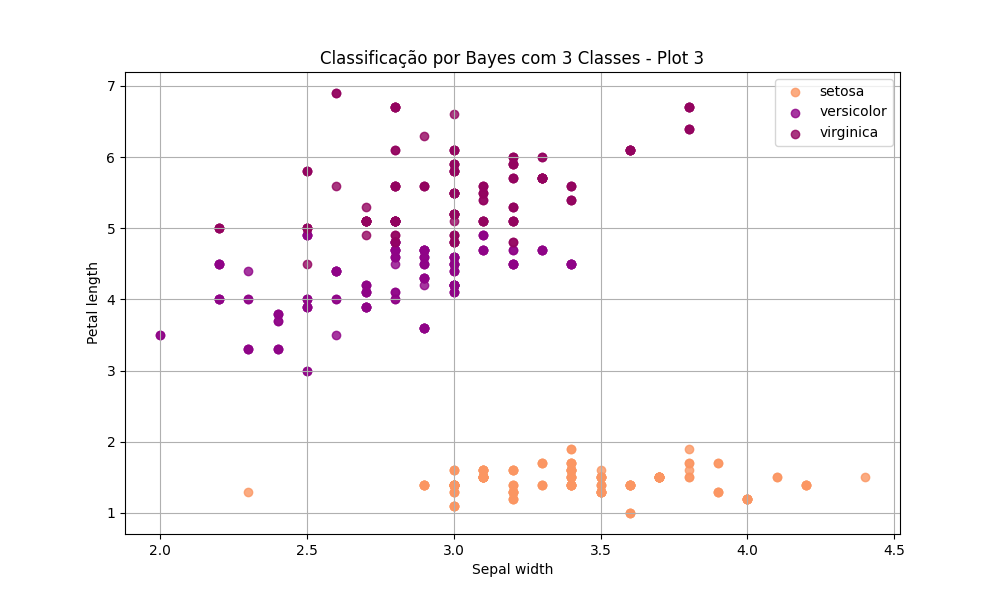 Classificação por Bayes com 3 Classes - Plot 3
setosa
versicolor
virginica
Petal length
7
6
5
4
3
2
1
2.0 2.5 3.0 3.5 4.0 4.5
Sepal width